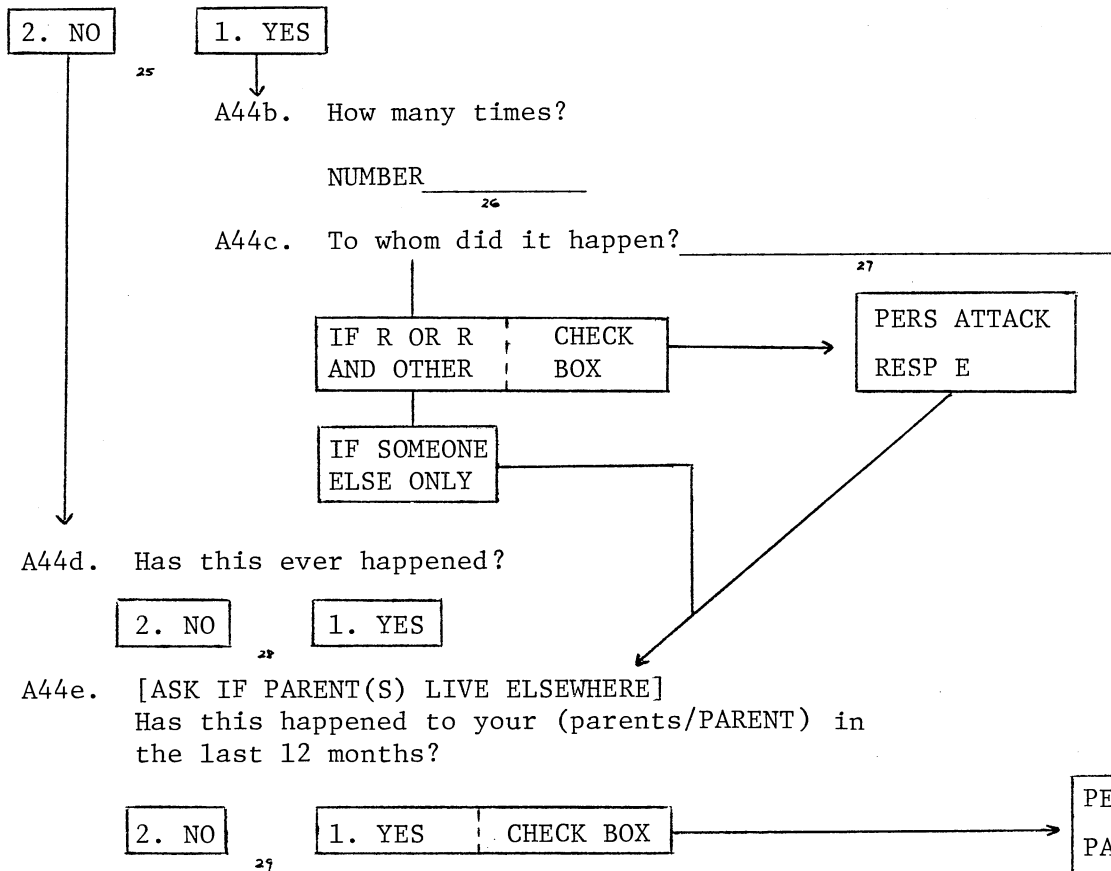 2. NO 1. YES
25
A44b. How many times?
NUMBER
26
A44c. To whom did it happen?
27
IF R OR R CHECK
AND OTHER BOX
PERS ATTACK
RESP E
IF SOMEONE
ELSE ONLY
A44d. Has this ever happened?
2. NO 1. YES
28
A44e. [ASK IF PARENT(S) LIVE ELSEWHERE]
Has this happened to your (parents/PARENT) in
the last 12 months?
2. NO 1. YES CHECK BOX
29
PE
PA